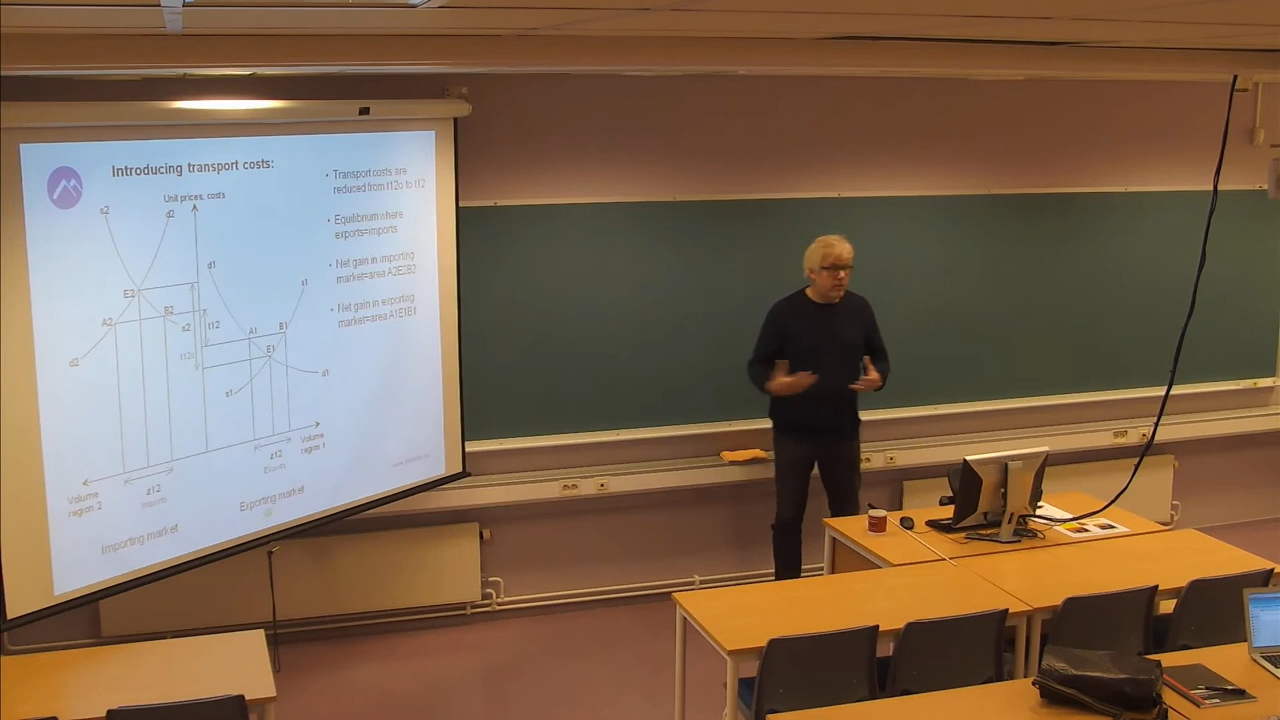 Introducing transport costs:
Unit prices, costs
s2
d2
d1
s1
E2
B2
A2
s2
t12
A1
B1
t12o
E1
d2
d1
s1
Volume
region 1
Volume
region 2
z12
Imports
z12
Exports
Importing market
Exporting market
• Transport costs are
reduced from t12o to t12
• Equilibrium where
exports=imports
• Net gain in importing
market=area A2E2B2
• Net gain in exporting
market=area A1E1B1